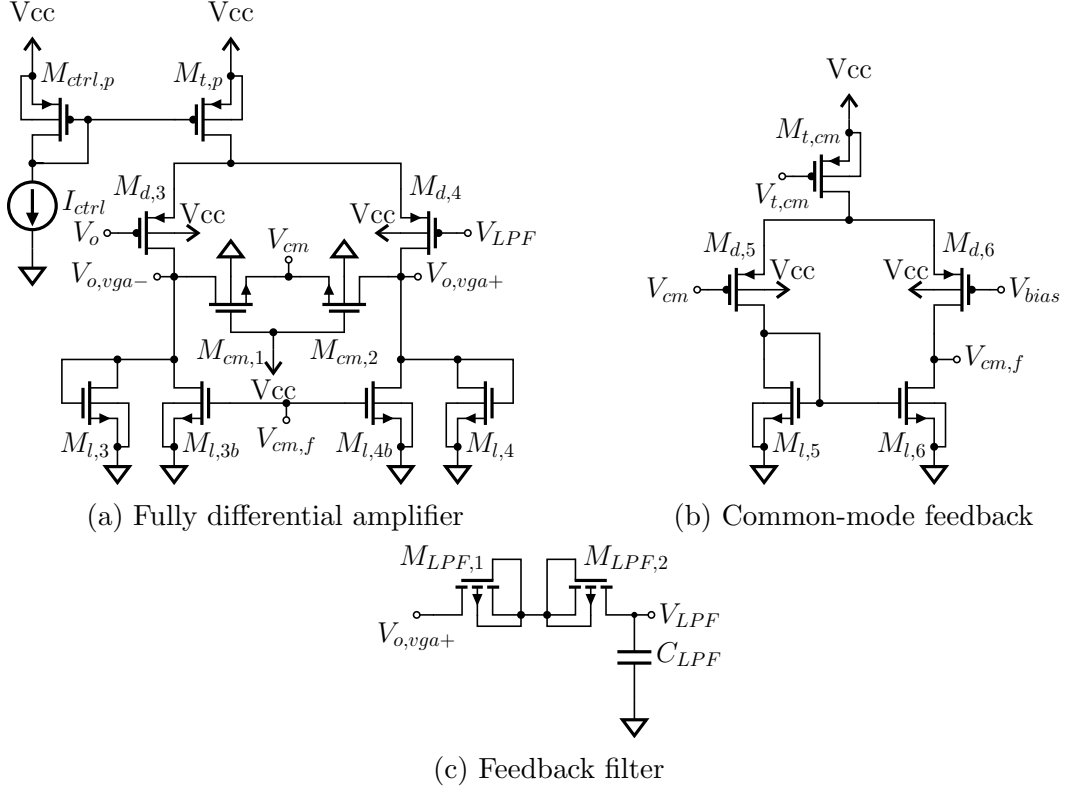 Vcc
Vcc
M_{ctrl,p}
M_{t,p}
I_{ctrl}
M_{d,3}
M_{d,4}
V_o
Vcc
Vcc
V_{LPF}
V_{cm}
V_{o,vga-}
V_{o,vga+}
M_{cm,1}
M_{cm,2}
Vcc
M_{l,3}
M_{l,3b}
V_{cm,f}
M_{l,4b}
M_{l,4}
(a) Fully differential amplifier
Vcc
M_{t,cm}
V_{t,cm}
M_{d,5}
M_{d,6}
V_{cm}
Vcc
Vcc
V_{bias}
V_{cm,f}
M_{l,5}
M_{l,6}
(b) Common-mode feedback
M_{LPF,1}
M_{LPF,2}
V_{o,vga+}
V_{LPF}
C_{LPF}
(c) Feedback filter